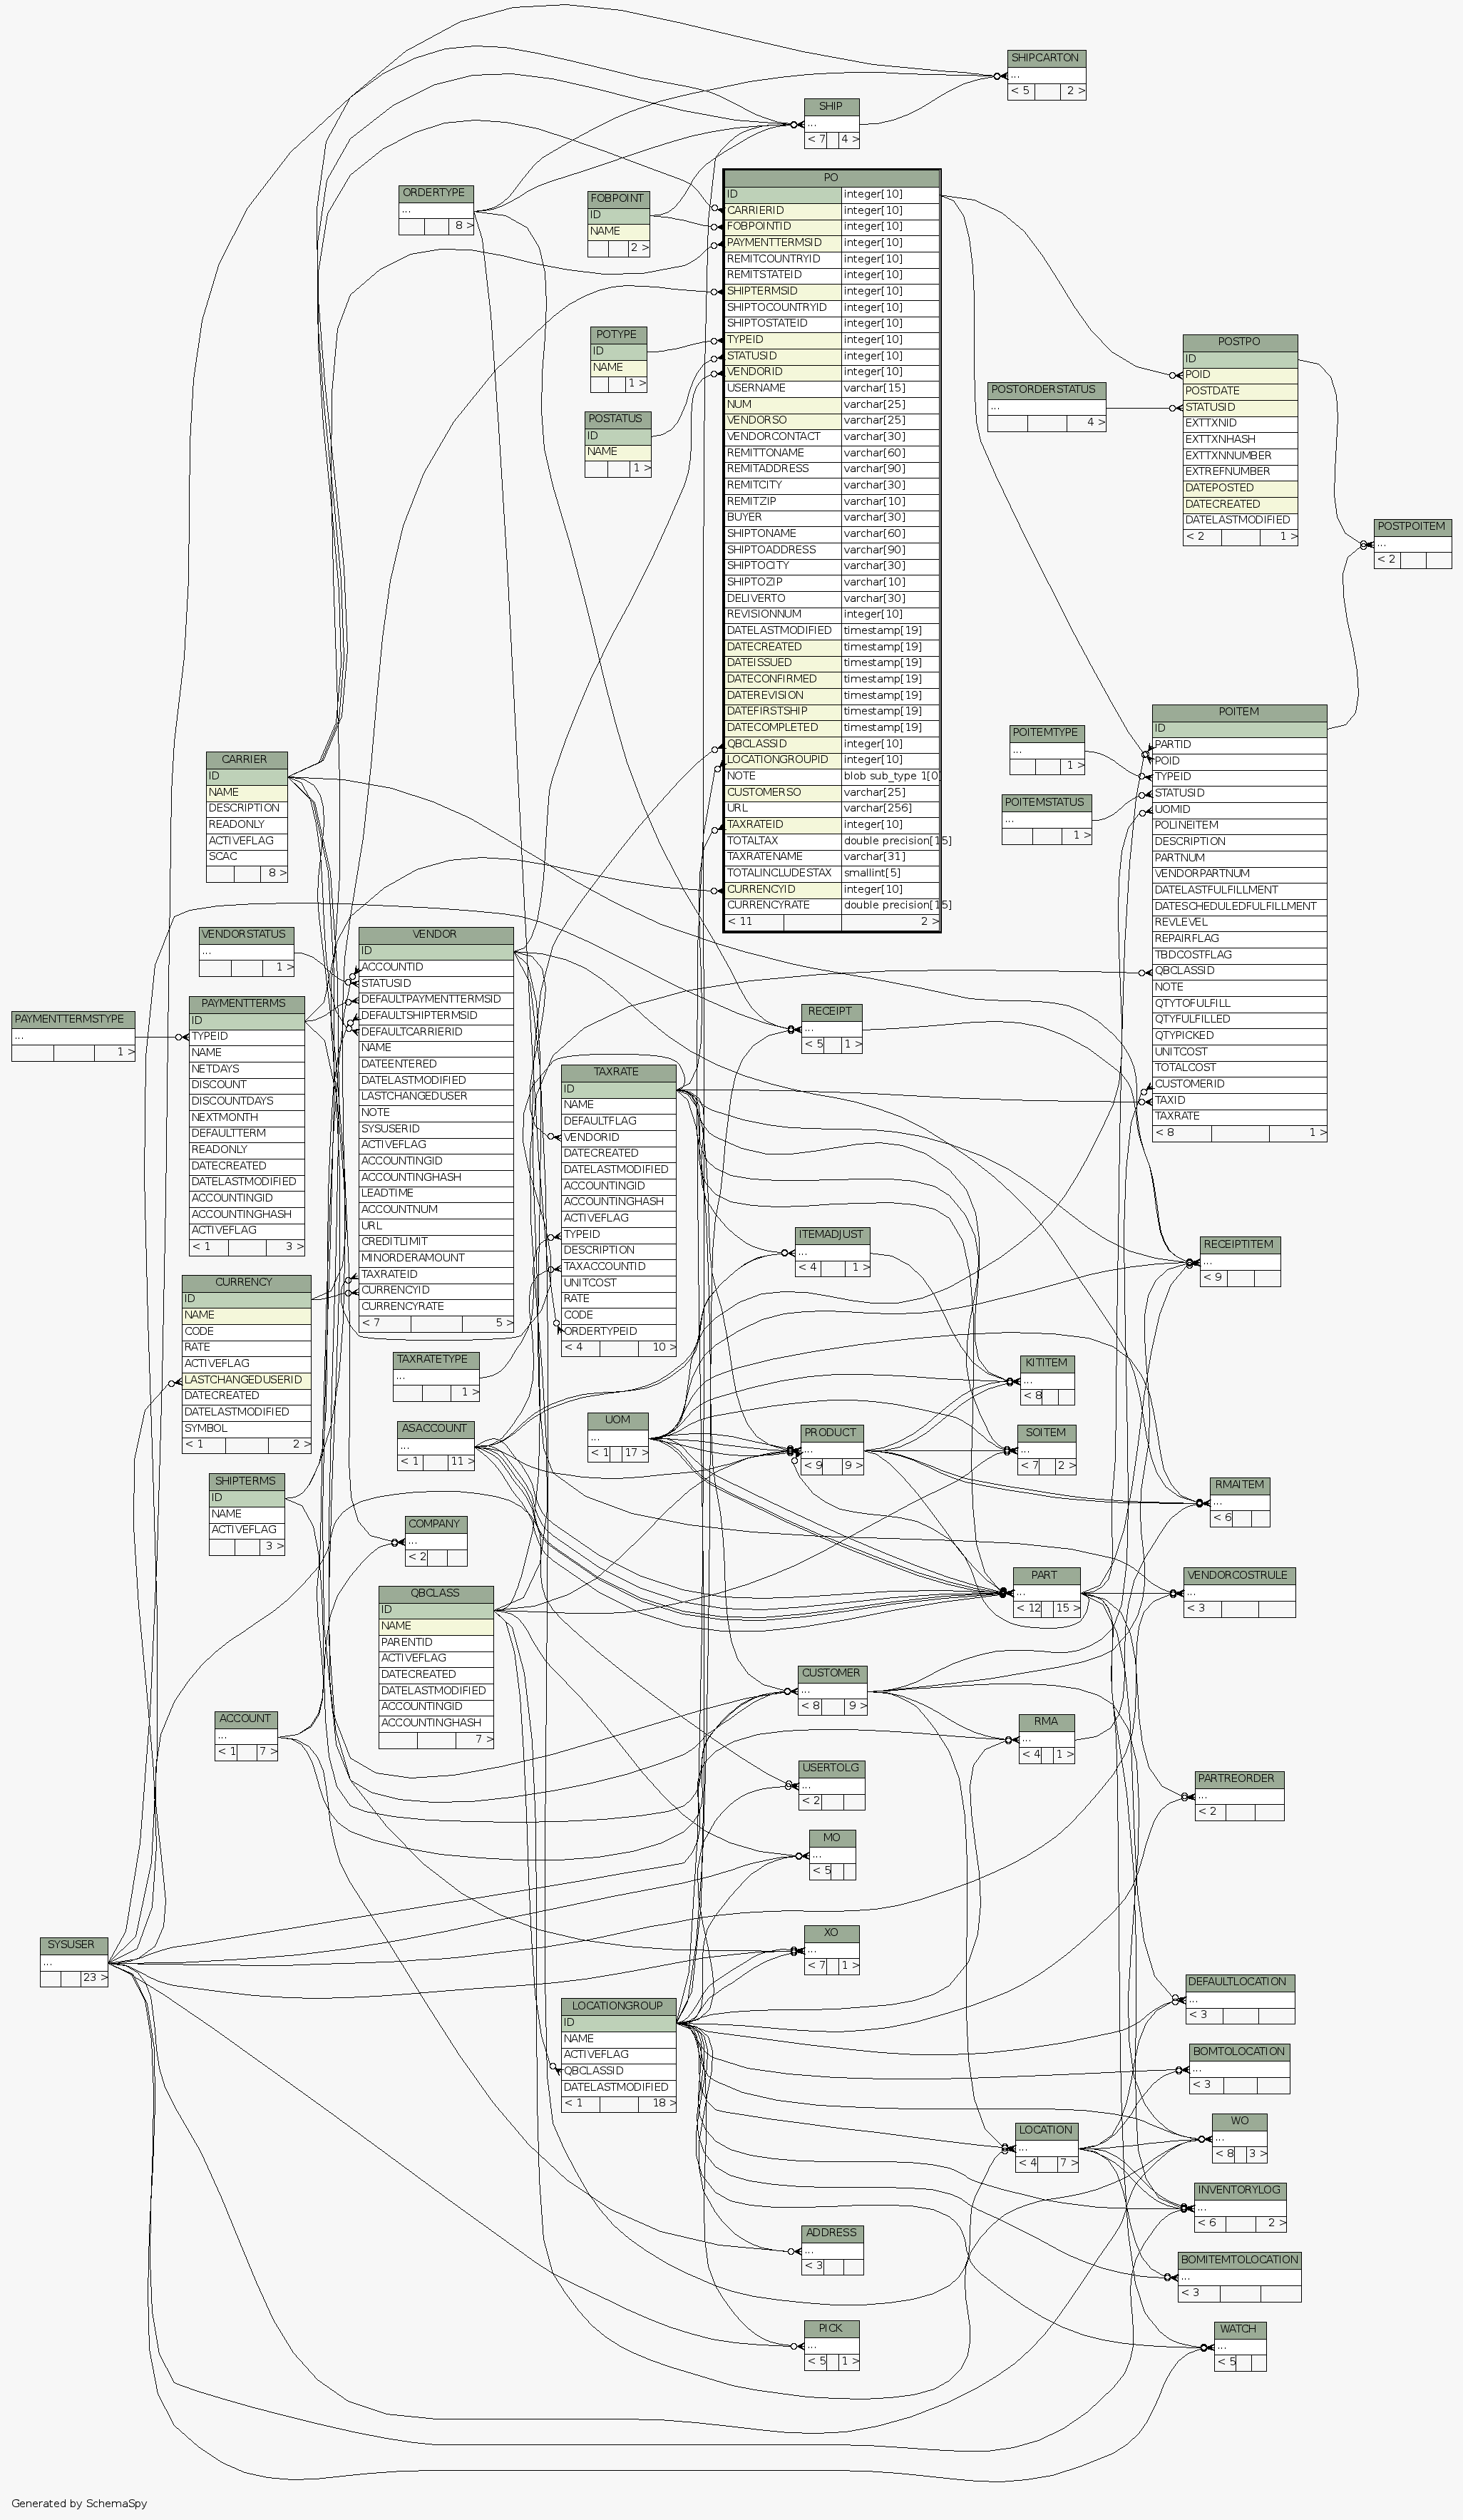 SHIPCARTON
...
< 5 2 >
SHIP
...
< 7 4 >
PO
ID integer[10]
CARRIERID integer[10]
FOBPOINTID integer[10]
PAYMENTTERMSID integer[10]
REMITCOUNTRYID integer[10]
REMITSTATEID integer[10]
SHIPTERMSID integer[10]
SHIPTOCOUNTRYID integer[10]
SHIPTOSTATEID integer[10]
TYPEID integer[10]
STATUSID integer[10]
VENDORID integer[10]
USERNAME varchar[15]
NUM varchar[25]
VENDORSO varchar[25]
VENDORCONTACT varchar[30]
REMITTONAME varchar[60]
REMITADDRESS varchar[90]
REMITCITY varchar[30]
REMITZIP varchar[10]
BUYER varchar[30]
SHIPTONAME varchar[60]
SHIPTOADDRESS varchar[90]
SHIPTOCITY varchar[30]
SHIPTOZIP varchar[10]
DELIVERTO varchar[30]
REVISIONNUM integer[10]
DATELASTMODIFIED timestamp[19]
DATECREATED timestamp[19]
DATEISSUED timestamp[19]
DATECONFIRMED timestamp[19]
DATEREVISION timestamp[19]
DATEFIRSTSHIP timestamp[19]
DATECOMPLETED timestamp[19]
QBCLASSID integer[10]
LOCATIONGROUPID integer[10]
NOTE blob sub_type 1[0]
CUSTOMERSO varchar[25]
URL varchar[256]
TAXRATEID integer[10]
TOTALTAX double precision[15]
TAXRATENAME varchar[31]
TOTALINCLUDESTAX smallint[5]
CURRENCYID integer[10]
CURRENCYRATE double precision[15]
< 11 2 >
ORDERTYPE
...
8 >
FOBPOINT
ID
NAME
2 >
POTYPE
ID
NAME
1 >
POSTATUS
ID
NAME
1 >
POSTORDERSTATUS
...
4 >
POSTPO
ID
POID
POSTDATE
STATUSID
EXTTXNID
EXTTXNHASH
EXTTXNNUMBER
EXTREFNUMBER
DATEPOSTED
DATECREATED
DATELASTMODIFIED
< 2 1 >
POSTPOITEM
...
< 2
POITEMTYPE
...
1 >
POITEMSTATUS
...
1 >
POITEM
ID
PARTID
POID
TYPEID
STATUSID
UOMID
POLINEITEM
DESCRIPTION
PARTNUM
VENDORPARTNUM
DATELASTFULFILLMENT
DATESCHEDULEDFULFILLMENT
REVLEVEL
REPAIRFLAG
TBDCOSTFLAG
QBCLASSID
NOTE
QTYTOFULFILL
QTYFULFILLED
QTYPICKED
UNITCOST
TOTALCOST
CUSTOMERID
TAXID
TAXRATE
< 8 1 >
CARRIER
ID
NAME
DESCRIPTION
READONLY
ACTIVEFLAG
SCAC
8 >
VENDORSTATUS
...
1 >
PAYMENTTERMSTYPE
...
1 >
PAYMENTTERMS
ID
TYPEID
NAME
NETDAYS
DISCOUNT
DISCOUNTDAYS
NEXTMONTH
DEFAULTTERM
READONLY
DATECREATED
DATELASTMODIFIED
ACCOUNTINGID
ACCOUNTINGHASH
ACTIVEFLAG
< 1 3 >
VENDOR
ID
ACCOUNTID
STATUSID
DEFAULTPAYMENTTERMSID
DEFAULTSHIPTERMSID
DEFAULTCARRIERID
NAME
DATEENTERED
DATELASTMODIFIED
LASTCHANGEDUSER
NOTE
SYSUSERID
ACTIVEFLAG
ACCOUNTINGID
ACCOUNTINGHASH
LEADTIME
ACCOUNTNUM
URL
CREDITLIMIT
MINORDERAMOUNT
TAXRATEID
CURRENCYID
CURRENCYRATE
< 7 5 >
RECEIPT
...
< 5 1 >
TAXRATE
ID
NAME
DEFAULTFLAG
VENDORID
DATECREATED
DATELASTMODIFIED
ACCOUNTINGID
ACCOUNTINGHASH
ACTIVEFLAG
TYPEID
DESCRIPTION
TAXACCOUNTID
UNITCOST
RATE
CODE
ORDERTYPEID
< 4 10 >
CURRENCY
ID
NAME
CODE
RATE
ACTIVEFLAG
LASTCHANGEDUSERID
DATECREATED
DATELASTMODIFIED
SYMBOL
< 1 2 >
ITEMADJUST
...
< 4 1 >
RECEIPTITEM
...
< 9
TAXRATETYPE
...
1 >
KITITEM
...
< 8
ASACCOUNT
...
< 1 11 >
UOM
...
< 1 17 >
PRODUCT
...
< 9 9 >
SOITEM
...
< 7 2 >
SHIPTERMS
ID
NAME
ACTIVEFLAG
3 >
RMAITEM
...
< 6
COMPANY
...
< 2
PART
...
< 12 15 >
VENDORCOSTRULE
...
< 3
QBCLASS
ID
NAME
PARENTID
ACTIVEFLAG
DATECREATED
DATELASTMODIFIED
ACCOUNTINGID
ACCOUNTINGHASH
7 >
CUSTOMER
...
< 8 9 >
ACCOUNT
...
< 1 7 >
RMA
...
< 4 1 >
USERTOLG
...
< 2
PARTREORDER
...
< 2
MO
...
< 5
SYSUSER
...
23 >
XO
...
< 7 1 >
DEFAULTLOCATION
...
< 3
LOCATIONGROUP
ID
NAME
ACTIVEFLAG
QBCLASSID
DATELASTMODIFIED
< 1 18 >
BOMTOLOCATION
...
< 3
WO
...
< 8 3 >
LOCATION
...
< 4 7 >
INVENTORYLOG
...
< 6 2 >
ADDRESS
...
< 3
BOMITEMTOLOCATION
...
< 3
PICK
...
< 5 1 >
WATCH
...
< 5
Generated by SchemaSpy